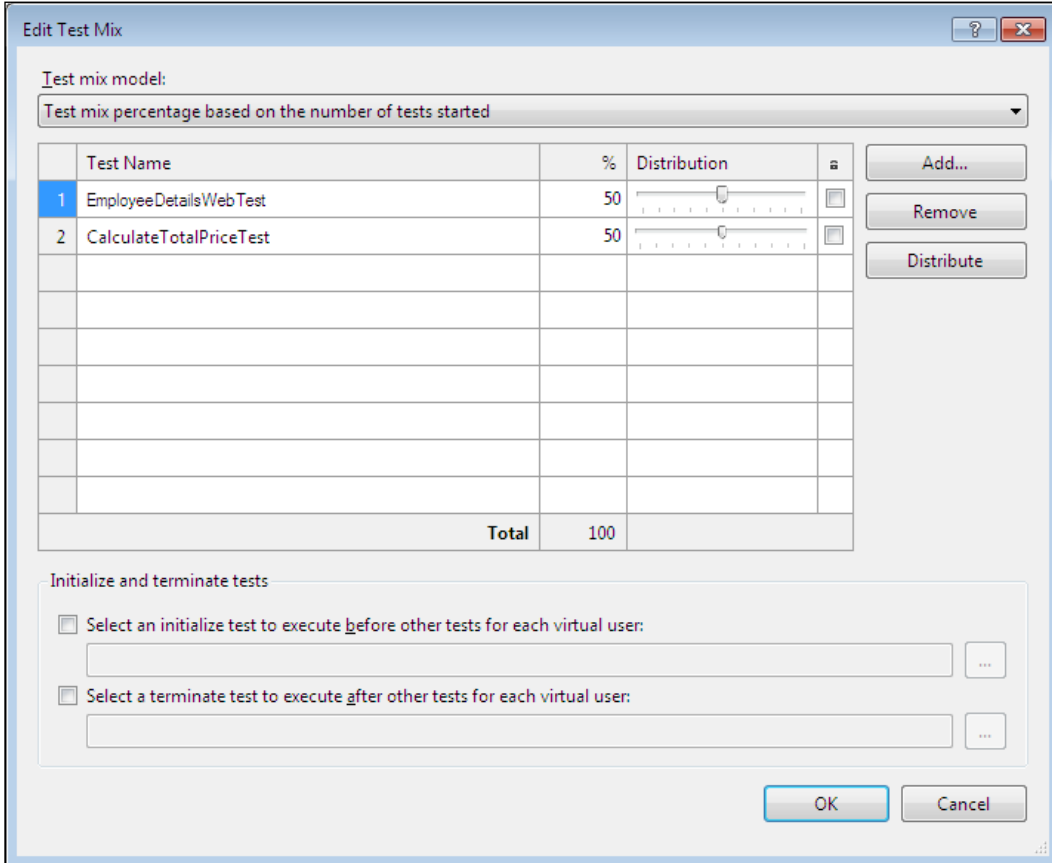 Edit Test Mix
Test mix model:
Test mix percentage based on the number of tests started
Test Name % Distribution
1 EmployeeDetailsWebTest 50
2 CalculateTotalPriceTest 50
Total 100
Add...
Remove
Distribute
Initialize and terminate tests
Select an initialize test to execute before other tests for each virtual user:
...
Select a terminate test to execute after other tests for each virtual user:
...
OK Cancel